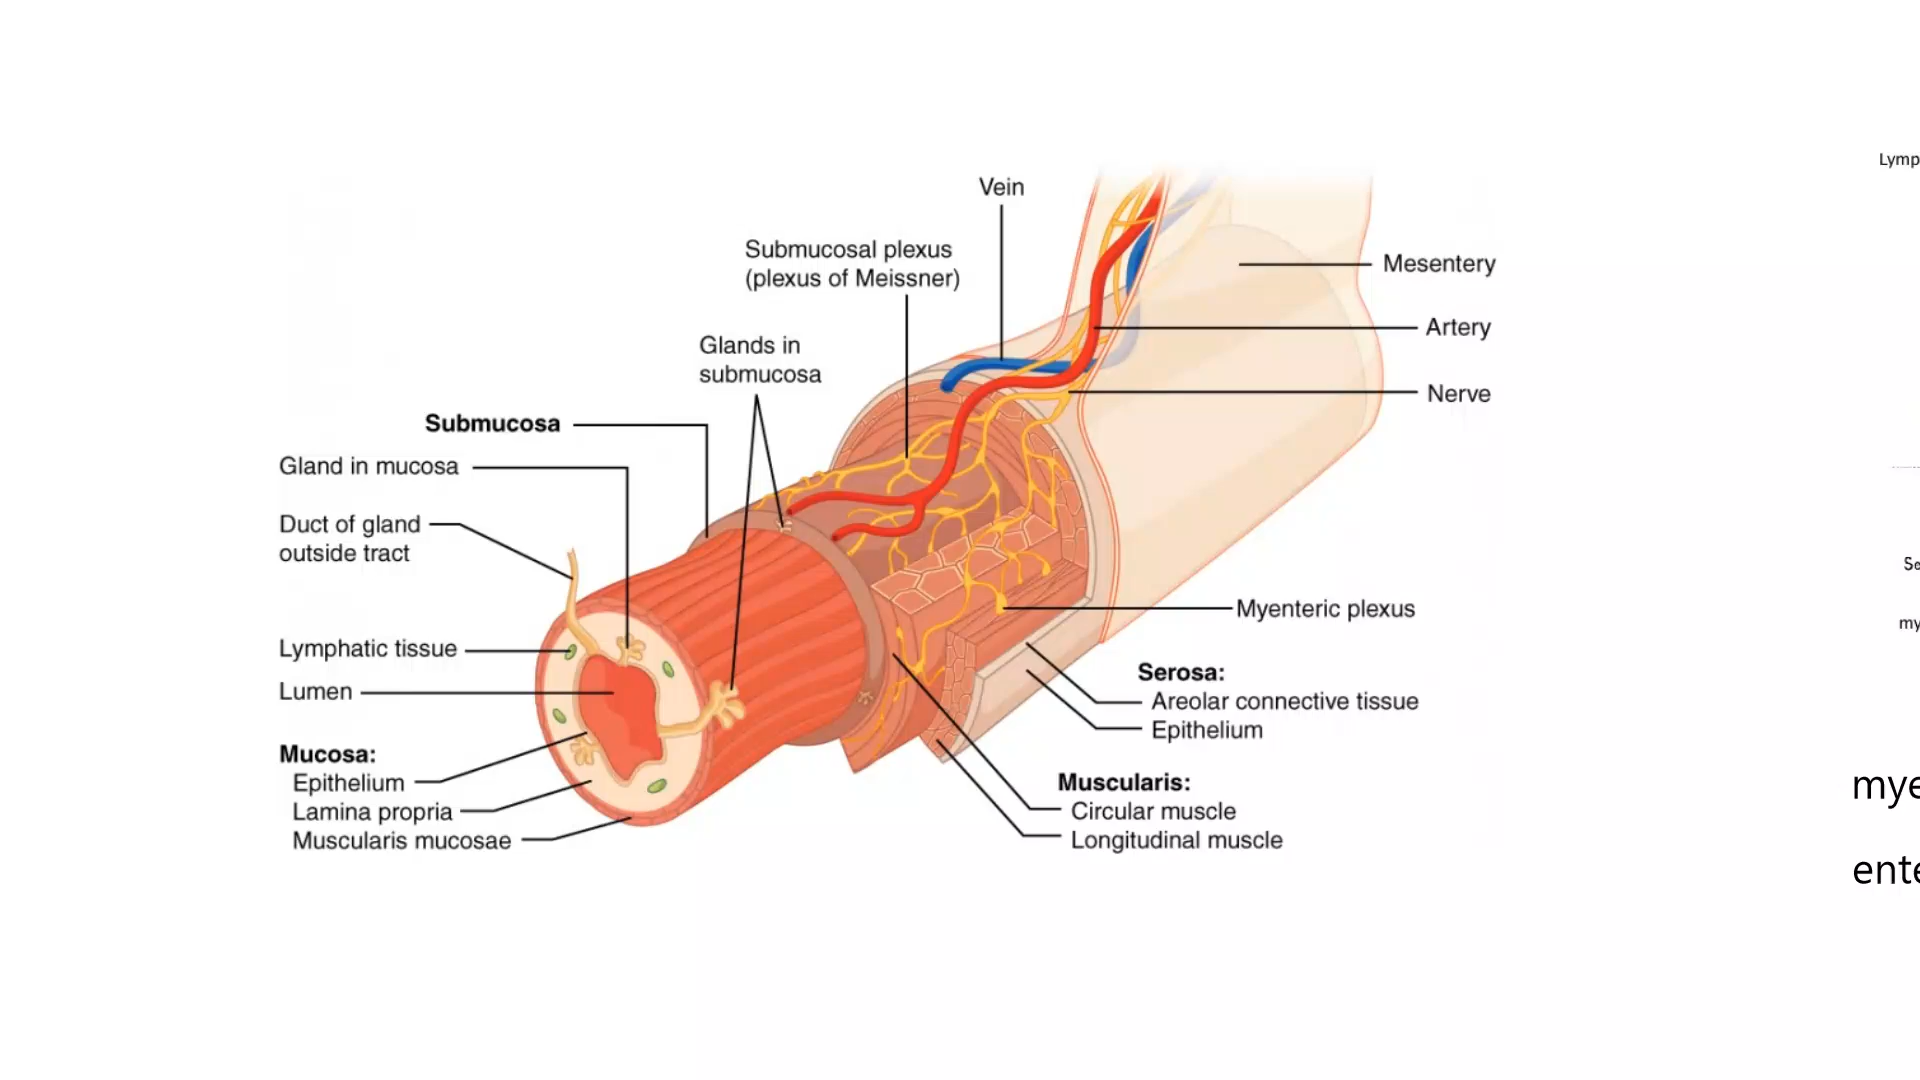 Vein
Submucosal plexus
(plexus of Meissner)
Glands in
submucosa
Submucosa
Gland in mucosa
Duct of gland
outside tract
Lymphatic tissue
Lumen
Mucosa:
Epithelium
Lamina propria
Muscularis mucosae
Mesentery
Artery
Nerve
Myenteric plexus
Serosa:
Areolar connective tissue
Epithelium
Muscularis:
Circular muscle
Longitudinal muscle